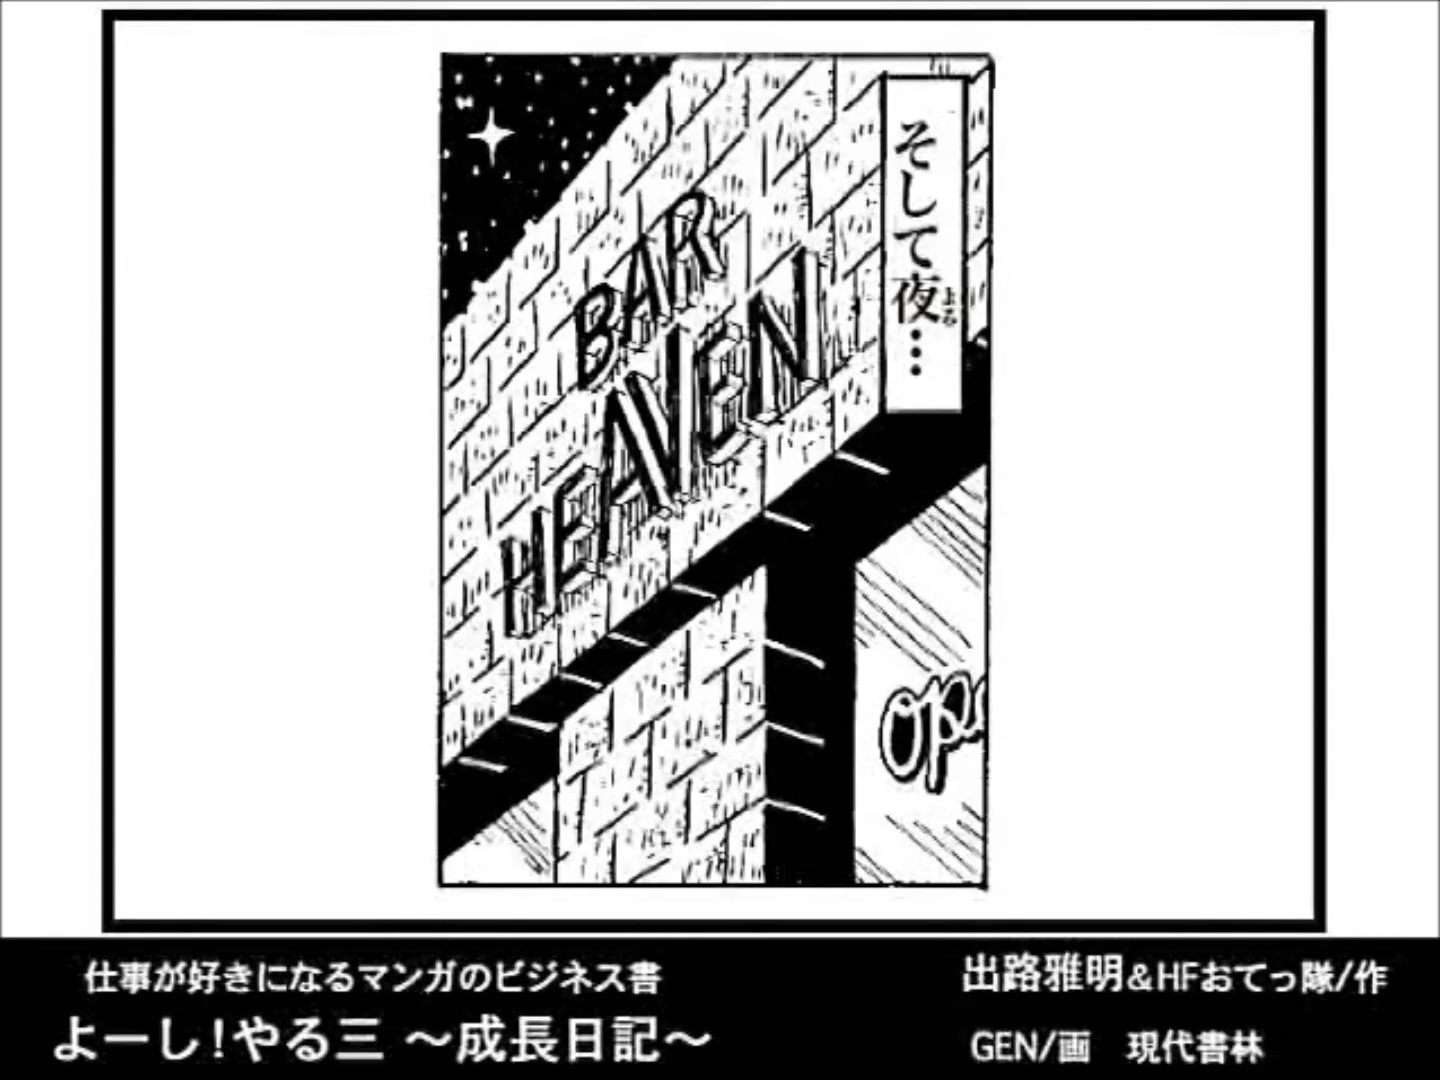 そして夜…
よる
BAR
HEAVEN
仕事が好きになるマンガのビジネス書
よーし!やる三 ~成長日記~
出路雅明&HFおてっ隊/作
GEN/画 現代書林